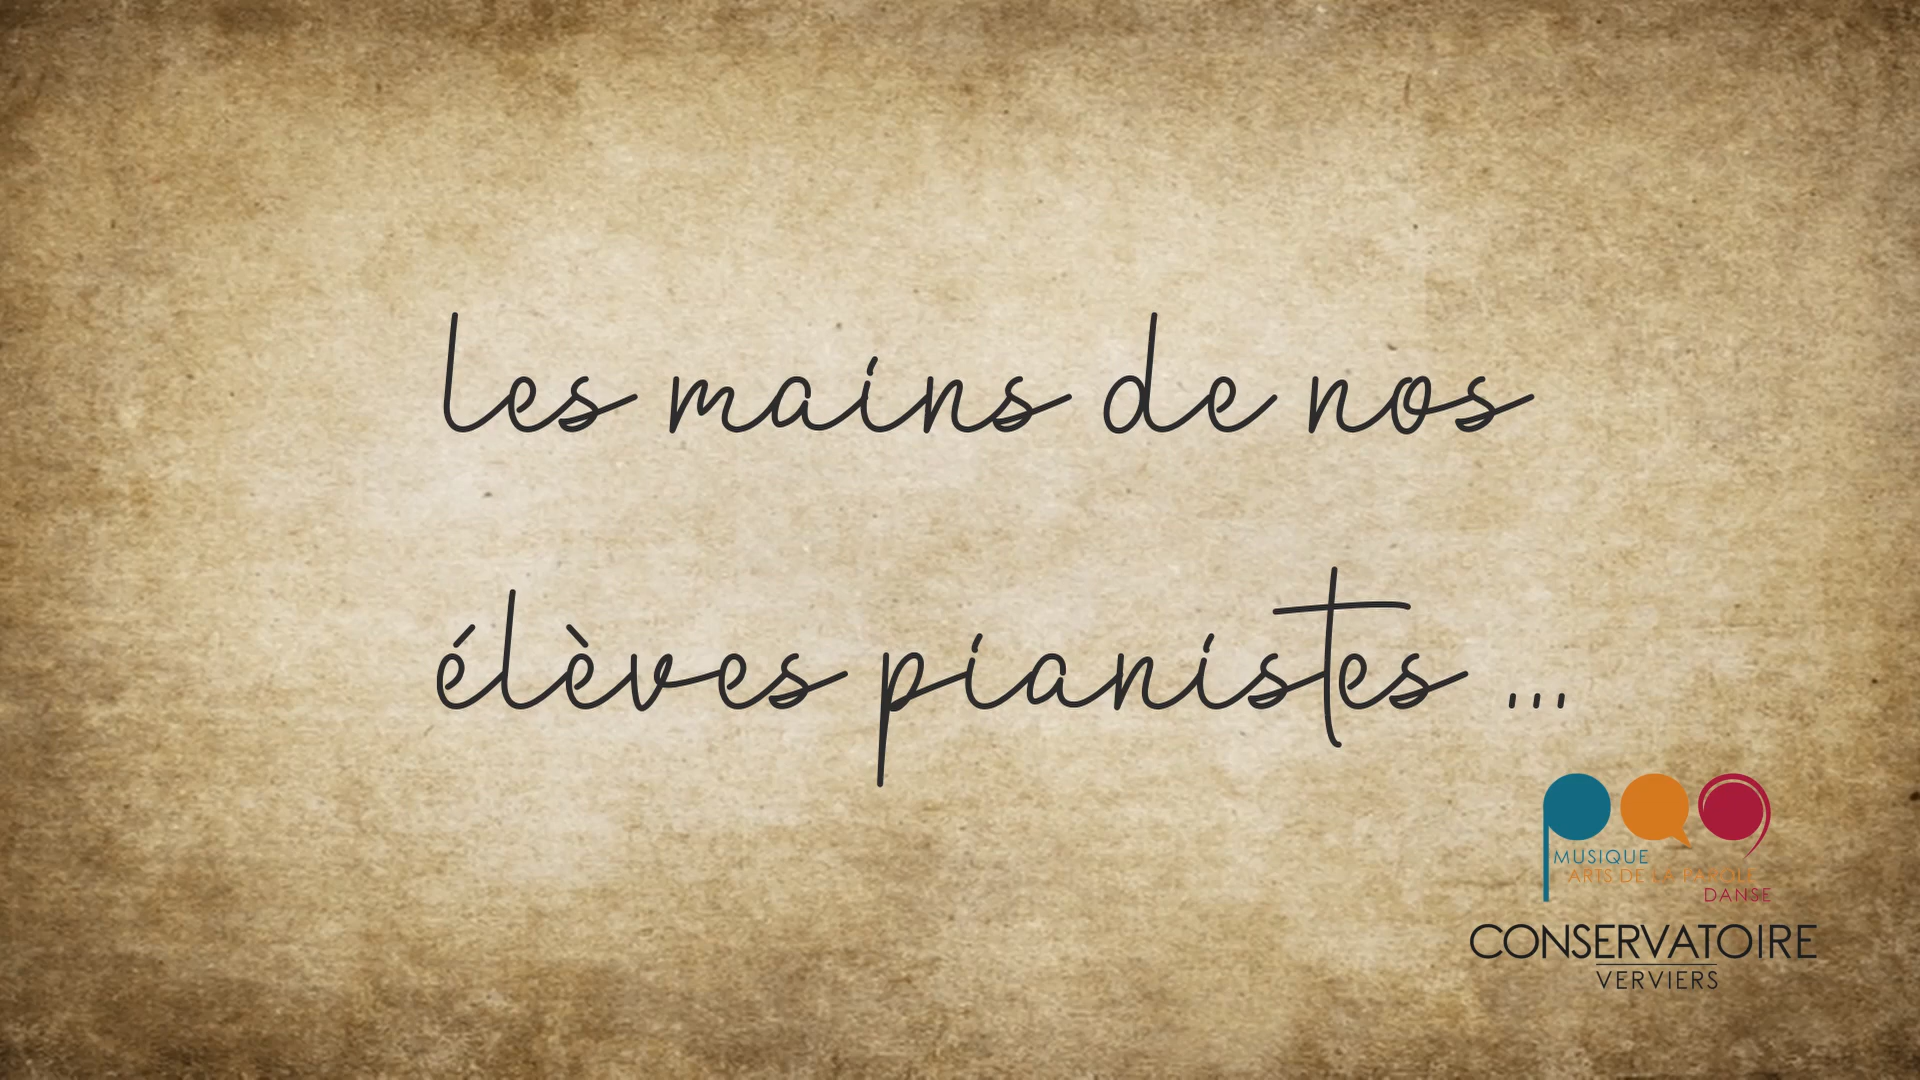 les mains de nos
élèves pianistes ...
MUSIQUE
ARTS DE LA PAROLE
DANSE
CONSERVATOIRE
VERVIERS